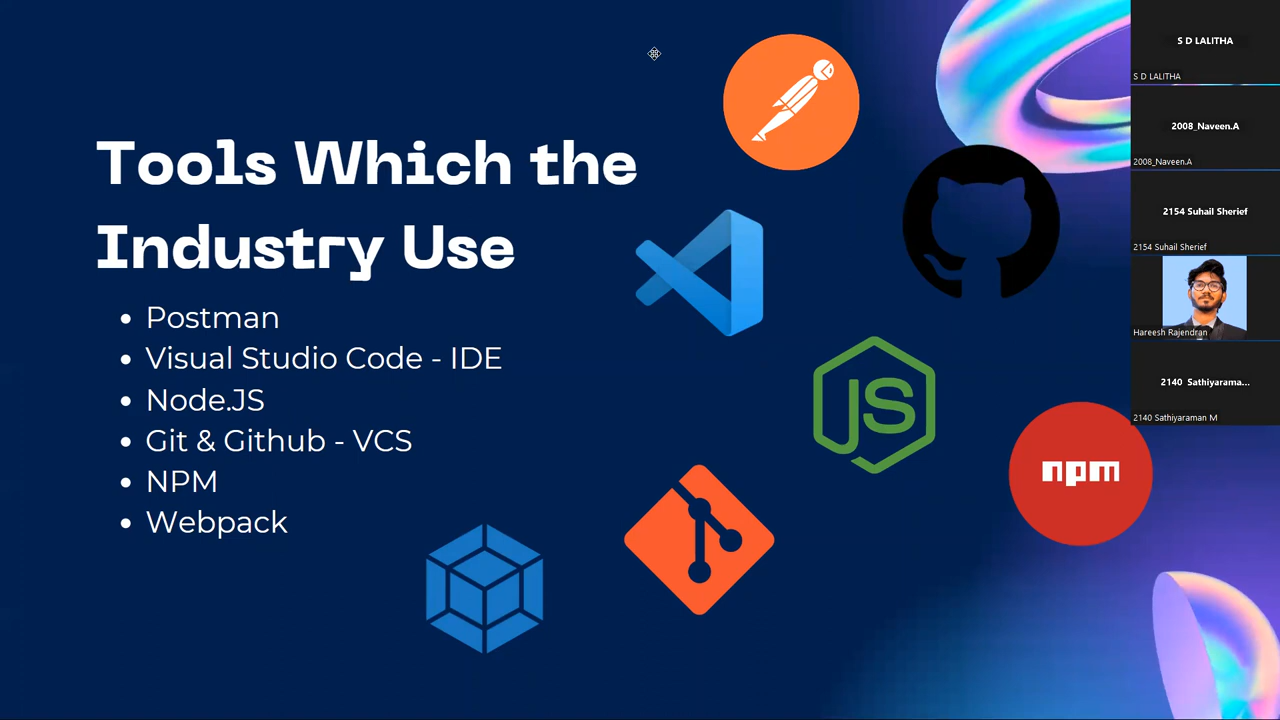 Tools Which the
Industry Use
• Postman
• Visual Studio Code - IDE
• Node.JS
• Git & Github - VCS
• NPM
• Webpack
JS
npm
S D LALITHA
S D LALITHA
2008_Naveen.A
2008_Naveen.A
2154 Suhail Sherief
2154 Suhail Sherief
Hareesh Rajendran
2140 Sathiyarama...
2140 Sathiyaraman M